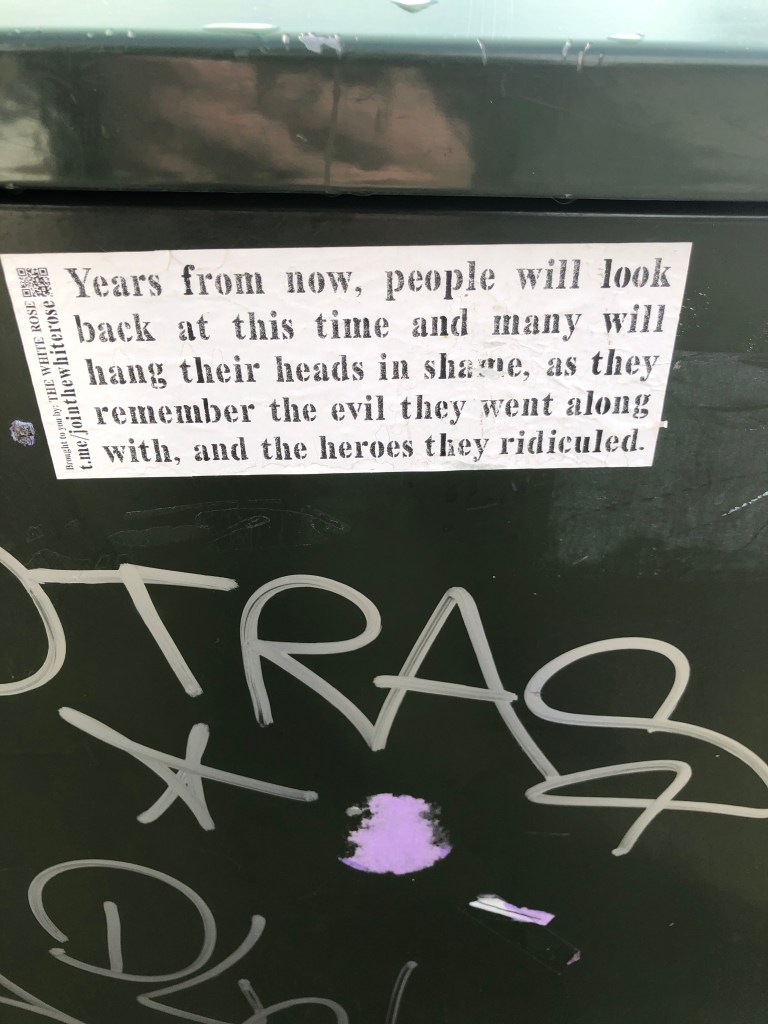 Brought to you by: THE WHITE ROSE
t.me/jointhewhiterose
Years from now, people will look
back at this time and many will
hang their heads in shame, as they
remember the evil they went along
with, and the heroes they ridiculed.
TRAS